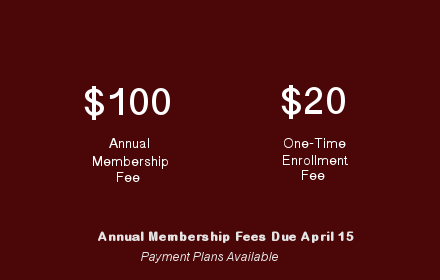 $100
Annual
Membership
Fee
$20
One-Time
Enrollment
Fee
Annual Membership Fees Due April 15
Payment Plans Available